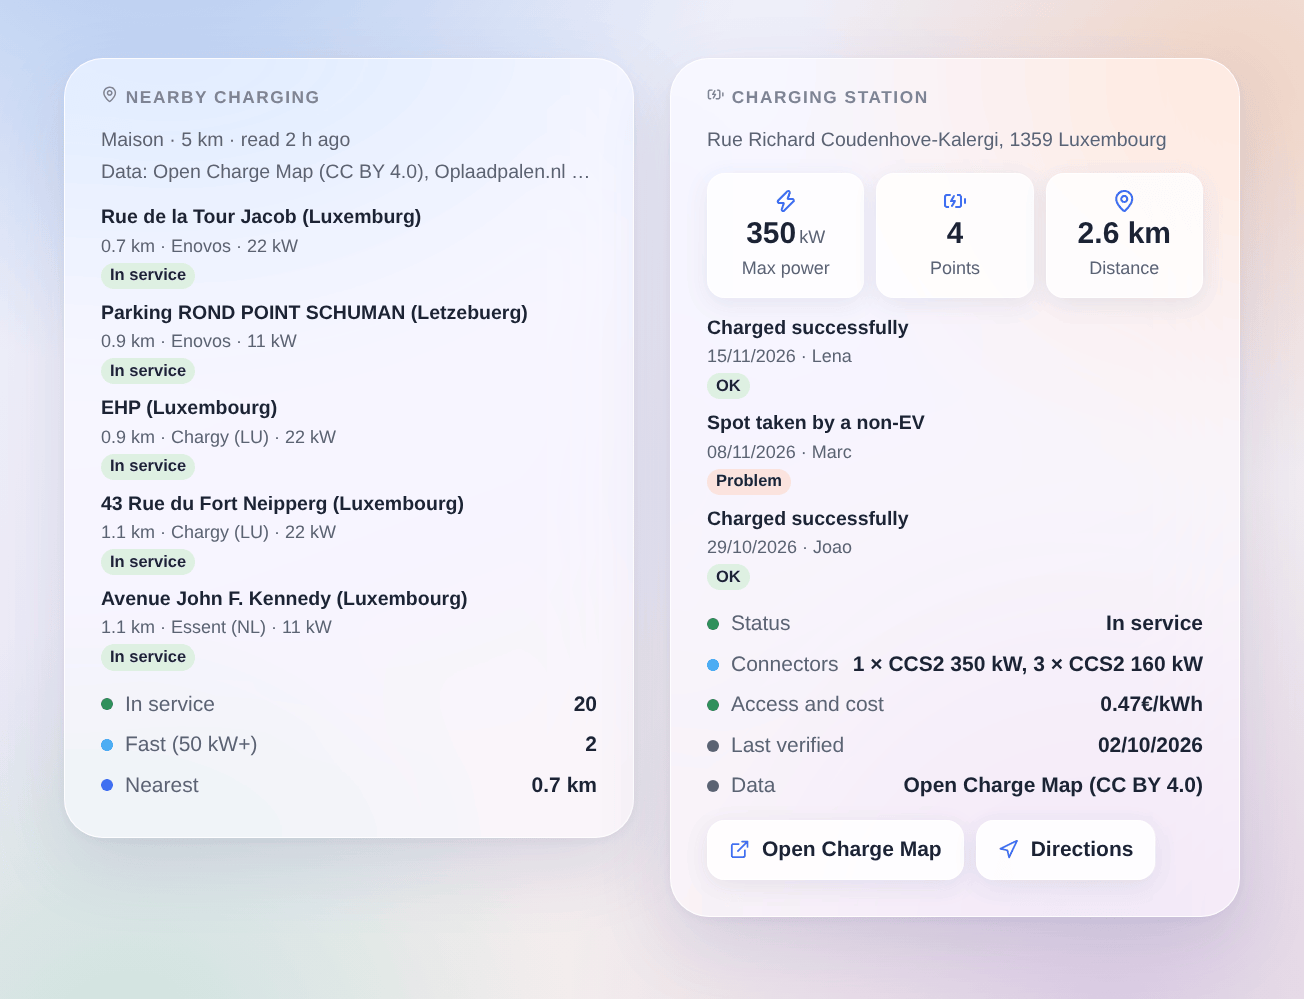 NEARBY CHARGING
Maison · 5 km · read 2 h ago
Data: Open Charge Map (CC BY 4.0), Oplaadpalen.nl …
Rue de la Tour Jacob (Luxemburg)
0.7 km · Enovos · 22 kW
In service
Parking ROND POINT SCHUMAN (Letzebuerg)
0.9 km · Enovos · 11 kW
In service
EHP (Luxembourg)
0.9 km · Chargy (LU) · 22 kW
In service
43 Rue du Fort Neipperg (Luxembourg)
1.1 km · Chargy (LU) · 22 kW
In service
Avenue John F. Kennedy (Luxembourg)
1.1 km · Essent (NL) · 11 kW
In service
In service 20
Fast (50 kW+) 2
Nearest 0.7 km
CHARGING STATION
Rue Richard Coudenhove-Kalergi, 1359 Luxembourg
350 kW
Max power
4
Points
2.6 km
Distance
Charged successfully
15/11/2026 · Lena
OK
Spot taken by a non-EV
08/11/2026 · Marc
Problem
Charged successfully
29/10/2026 · Joao
OK
Status In service
Connectors 1 × CCS2 350 kW, 3 × CCS2 160 kW
Access and cost 0.47€/kWh
Last verified 02/10/2026
Data Open Charge Map (CC BY 4.0)
Open Charge Map
Directions